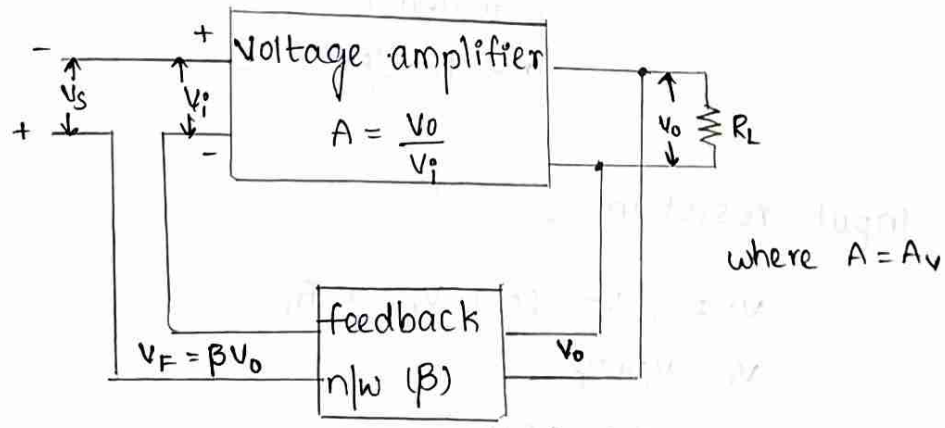 Voltage amplifier
A = Vo / Vi
- +
Vs
Vi
+ -
Vo
RL
where A = Av
feedback
n/w (β)
VF = βVo
Vo